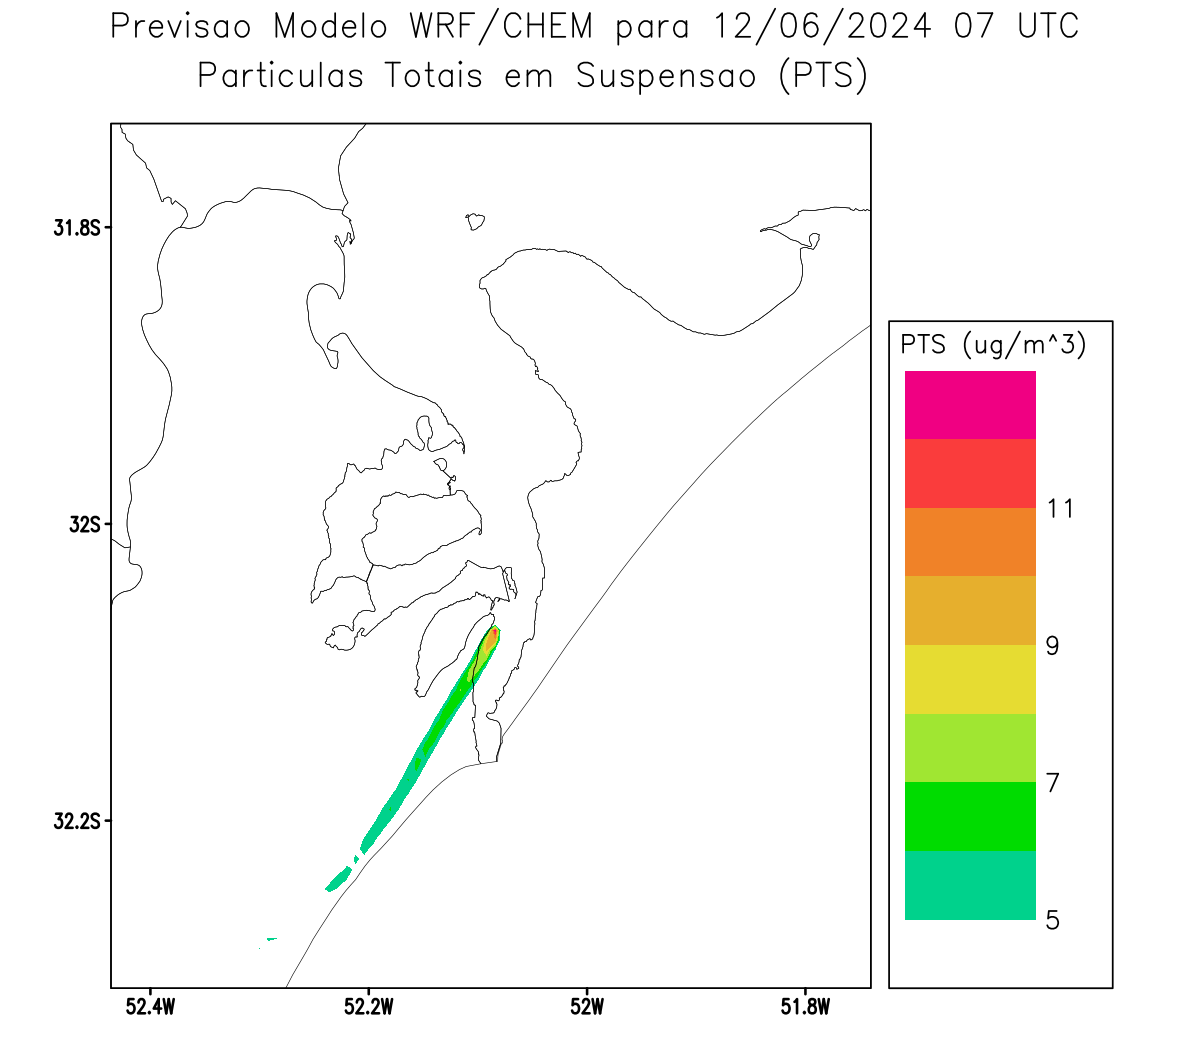 Previsao Modelo WRF/CHEM para 12/06/2024 07 UTC
Particulas Totais em Suspensao (PTS)
31.8S
32S
32.2S
52.4W
52.2W
52W
51.8W
PTS (ug/m^3)
11
9
7
5